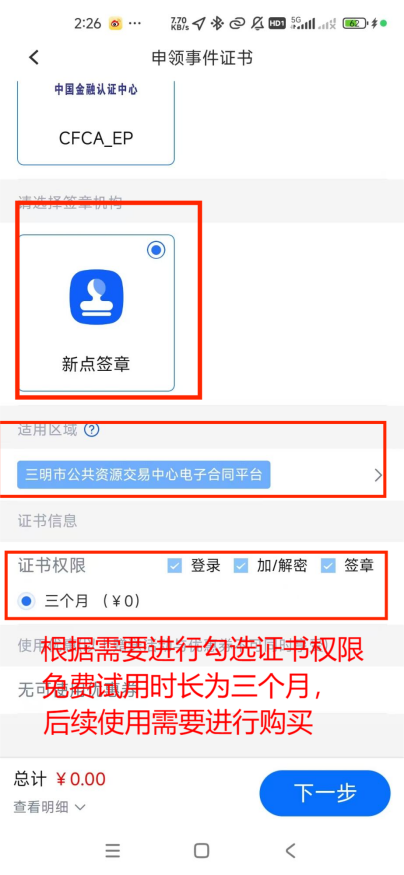 2:26 ... 7.70 KB/s HD 5G 62
申领事件证书
中国金融认证中心
CFCA_EP
请选择签章机构
新点签章
适用区域
三明市公共资源交易中心电子合同平台
证书信息
证书权限 登录 加/解密 签章
三个月 (¥0)
根据需要进行勾选证书权限
免费试用时长为三个月，
后续使用需要进行购买
总计 ¥0.00
查看明细
下一步